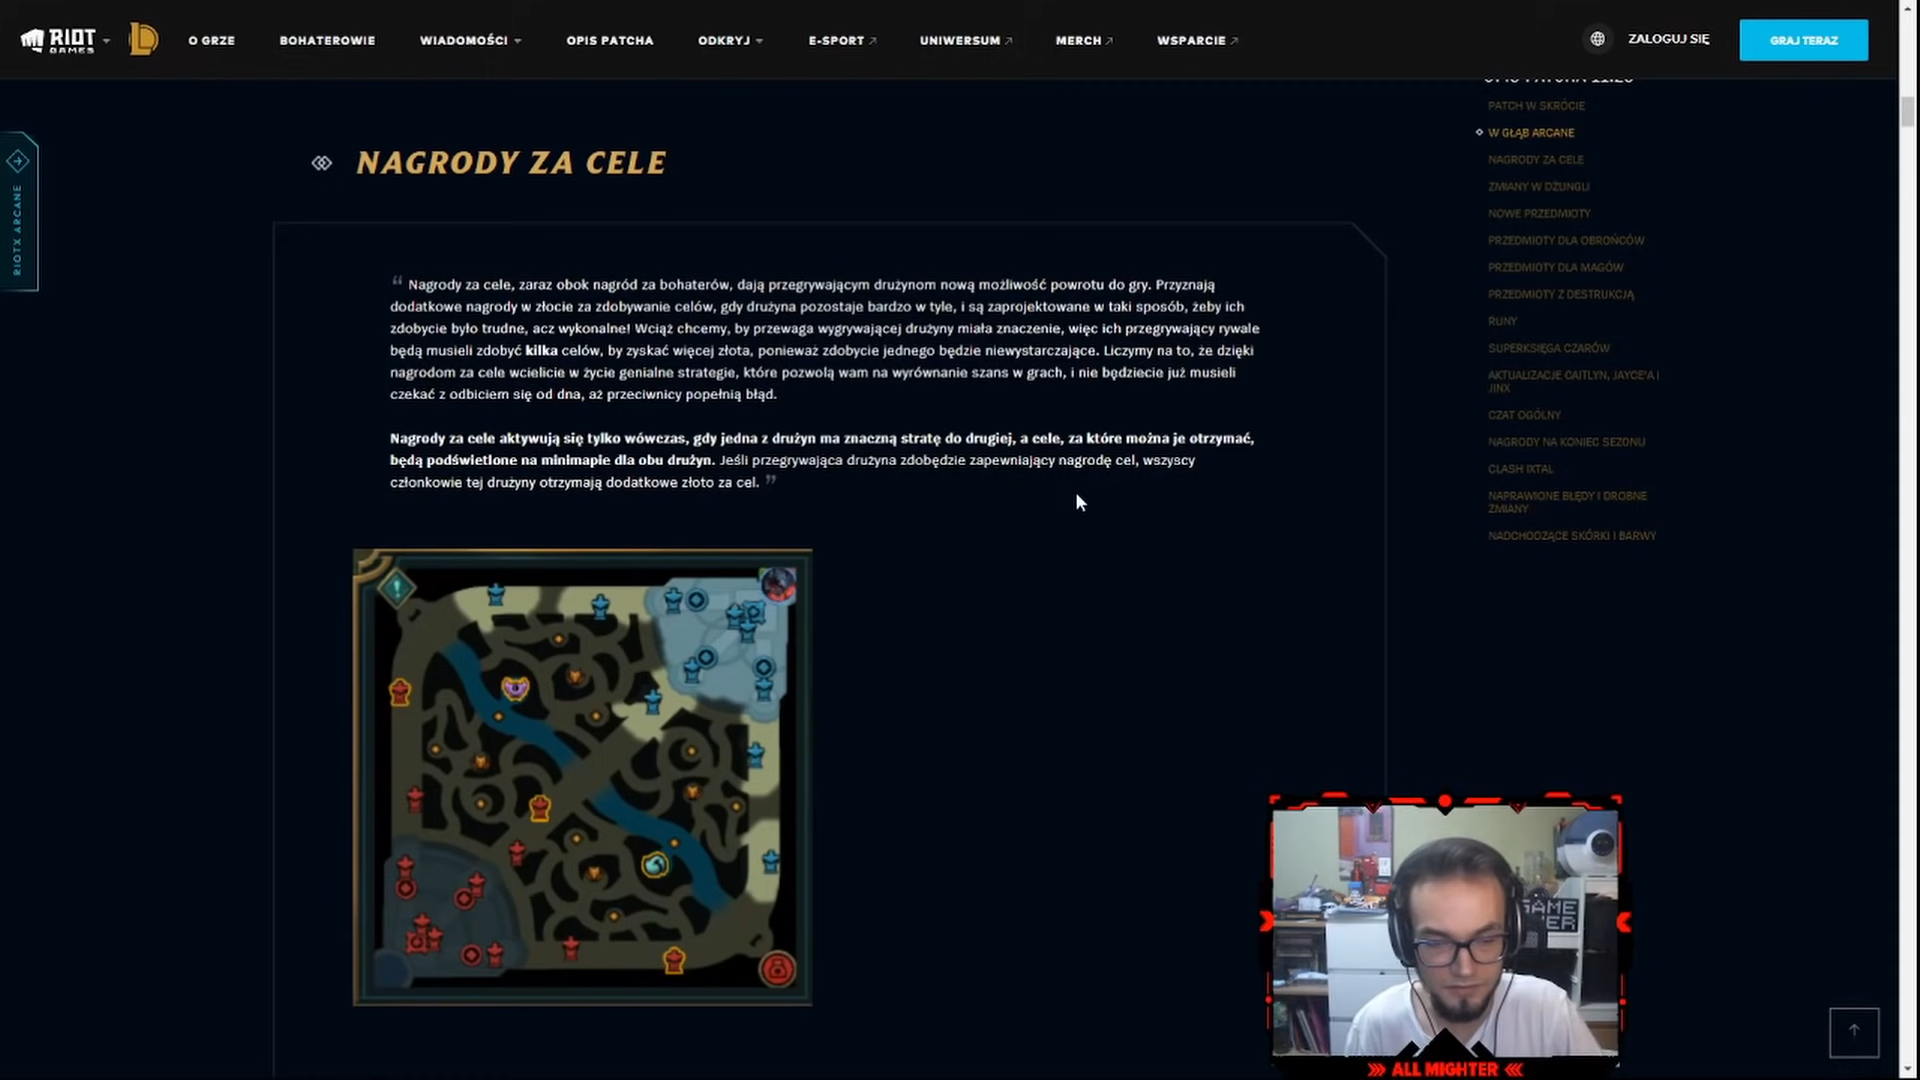 RIOT GAMES
O GRZE
BOHATEROWIE
WIADOMOŚCI
OPIS PATCHA
ODKRYJ
E-SPORT
UNIWERSUM
MERCH
WSPARCIE
ZALOGUJ SIĘ
GRAJ TERAZ
RIOTX ARCANE
NAGRODY ZA CELE
“ Nagrody za cele, zaraz obok nagród za bohaterów, dają przegrywającym drużynom nową możliwość powrotu do gry. Przyznają
dodatkowe nagrody w złocie za zdobywanie celów, gdy drużyna pozostaje bardzo w tyle, i są zaprojektowane w taki sposób, żeby ich
zdobycie było trudne, acz wykonalne! Wciąż chcemy, by przewaga wygrywającej drużyny miała znaczenie, więc ich przegrywający rywale
będą musieli zdobyć kilka celów, by zyskać więcej złota, ponieważ zdobycie jednego będzie niewystarczające. Liczymy na to, że dzięki
nagrodom za cele wcielicie w życie genialne strategie, które pozwolą wam na wyrównanie szans w grach, i nie będziecie już musieli
czekać z odbiciem się od dna, aż przeciwnicy popełnią błąd.
Nagrody za cele aktywują się tylko wówczas, gdy jedna z drużyn ma znaczną stratę do drugiej, a cele, za które można je otrzymać,
będą podświetlone na minimapie dla obu drużyn. Jeśli przegrywająca drużyna zdobędzie zapewniający nagrodę cel, wszyscy
członkowie tej drużyny otrzymają dodatkowe złoto za cel. ”
PATCH W SKRÓCIE
W GŁĄB ARCANE
NAGRODY ZA CELE
ZMIANY W DŻUNGLI
NOWE PRZEDMIOTY
PRZEDMIOTY DLA OBROŃCÓW
PRZEDMIOTY DLA MAGÓW
PRZEDMIOTY Z DESTRUKCJĄ
RUNY
SUPERKSIĘGA CZARÓW
AKTUALIZACJE CAITLYN, JAYCE'A I
JINX
CZAT OGÓLNY
NAGRODY NA KONIEC SEZONU
CLASH IXTAL
NAPRAWIONE BŁĘDY I DROBNE
ZMIANY
NADCHODZĄCE SKÓRKI I BARWY
ALL MIGHTER